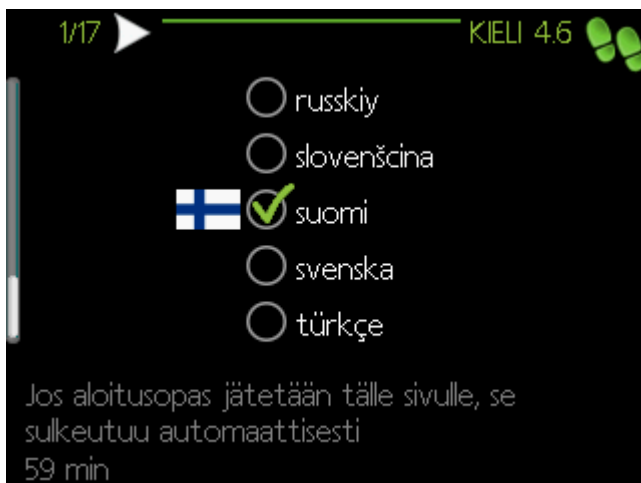 1/17 KIELI 4.6
russkiy
slovenšcina
suomi
svenska
türkçe
Jos aloitusopas jätetään tälle sivulle, se
sulkeutuu automaattisesti
59 min